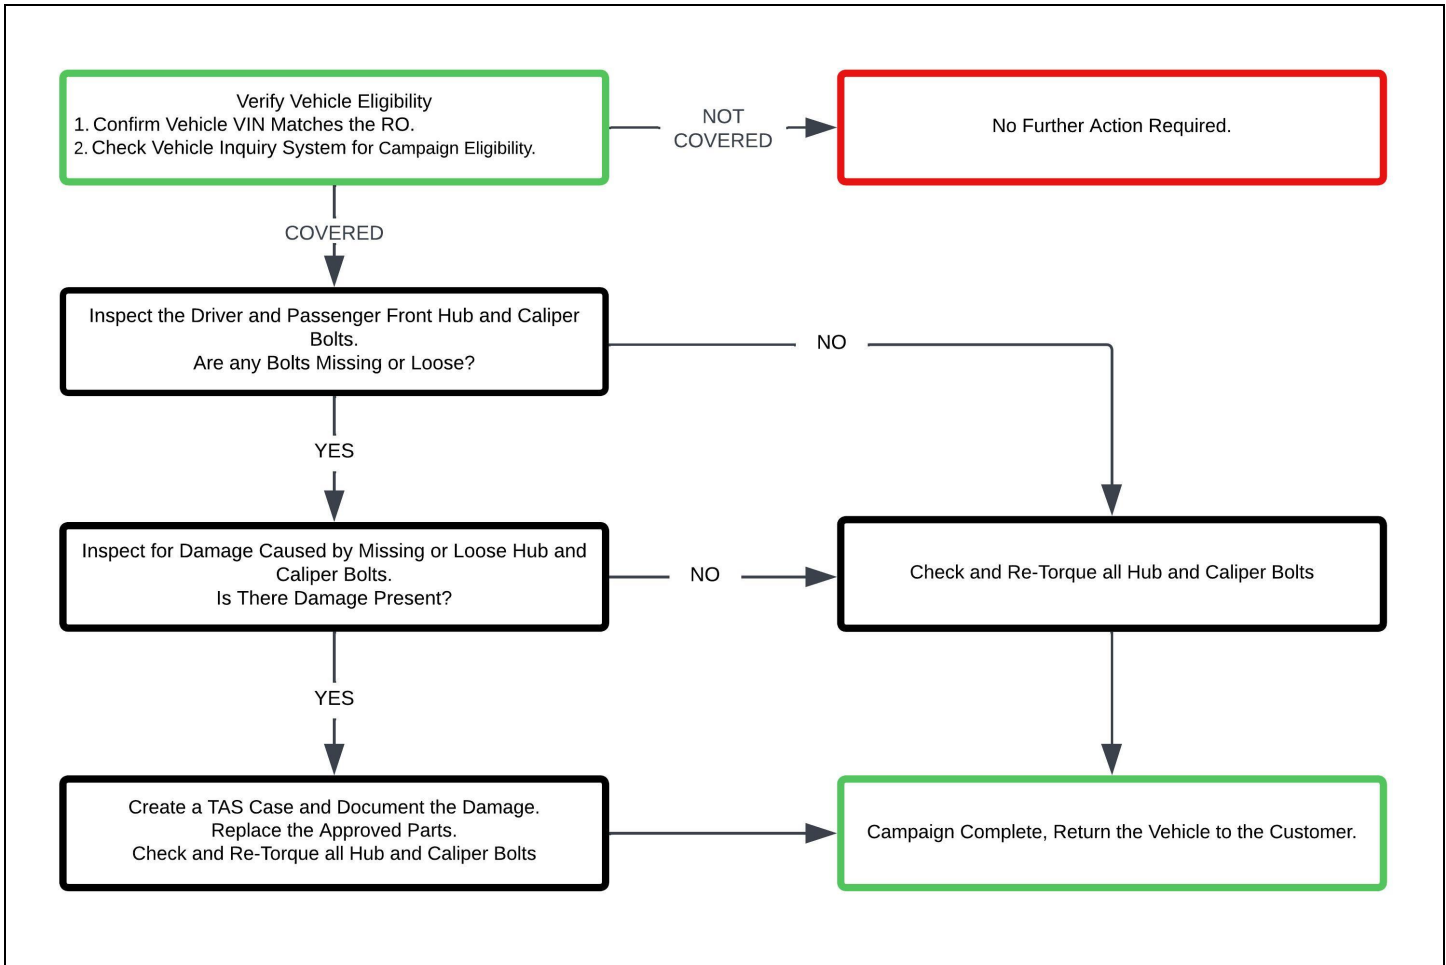 Verify Vehicle Eligibility
1. Confirm Vehicle VIN Matches the RO.
2. Check Vehicle Inquiry System for Campaign Eligibility.
NOT
COVERED
No Further Action Required.
COVERED
Inspect the Driver and Passenger Front Hub and Caliper
Bolts.
Are any Bolts Missing or Loose?
NO
YES
Inspect for Damage Caused by Missing or Loose Hub and
Caliper Bolts.
Is There Damage Present?
NO
Check and Re-Torque all Hub and Caliper Bolts
YES
Create a TAS Case and Document the Damage.
Replace the Approved Parts.
Check and Re-Torque all Hub and Caliper Bolts
Campaign Complete, Return the Vehicle to the Customer.